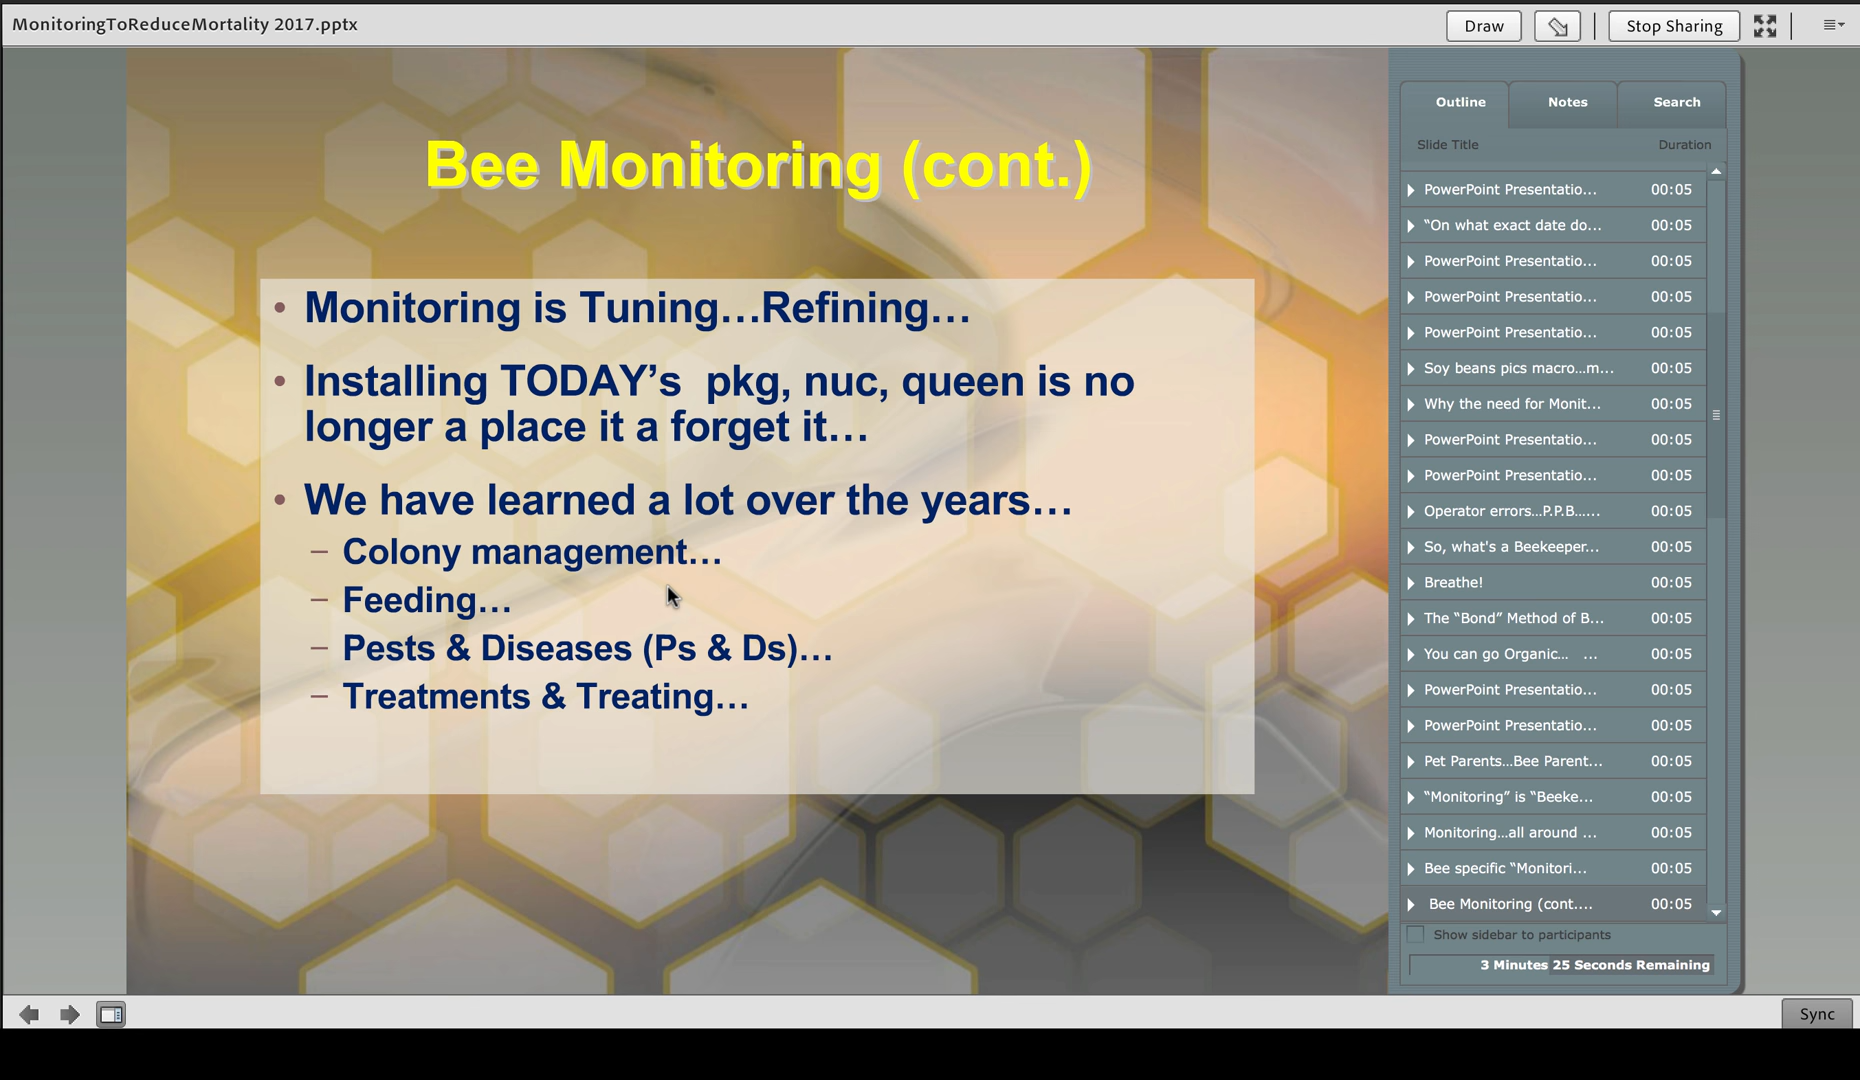 MonitoringToReduceMortality 2017.pptx
Draw
Stop Sharing
Bee Monitoring (cont.)
• Monitoring is Tuning…Refining…
• Installing TODAY’s pkg, nuc, queen is no
longer a place it a forget it…
• We have learned a lot over the years…
– Colony management…
– Feeding…
– Pests & Diseases (Ps & Ds)…
– Treatments & Treating…
Outline Notes Search
Slide Title Duration
PowerPoint Presentatio... 00:05
“On what exact date do... 00:05
PowerPoint Presentatio... 00:05
PowerPoint Presentatio... 00:05
PowerPoint Presentatio... 00:05
Soy beans pics macro...m... 00:05
Why the need for Monit... 00:05
PowerPoint Presentatio... 00:05
PowerPoint Presentatio... 00:05
Operator errors...P.P.B...... 00:05
So, what's a Beekeeper... 00:05
Breathe! 00:05
The “Bond” Method of B... 00:05
You can go Organic... ... 00:05
PowerPoint Presentatio... 00:05
PowerPoint Presentatio... 00:05
Pet Parents...Bee Parent... 00:05
“Monitoring” is “Beeke... 00:05
Monitoring...all around ... 00:05
Bee specific “Monitori... 00:05
Bee Monitoring (cont.... 00:05
Show sidebar to participants
3 Minutes 25 Seconds Remaining
Sync